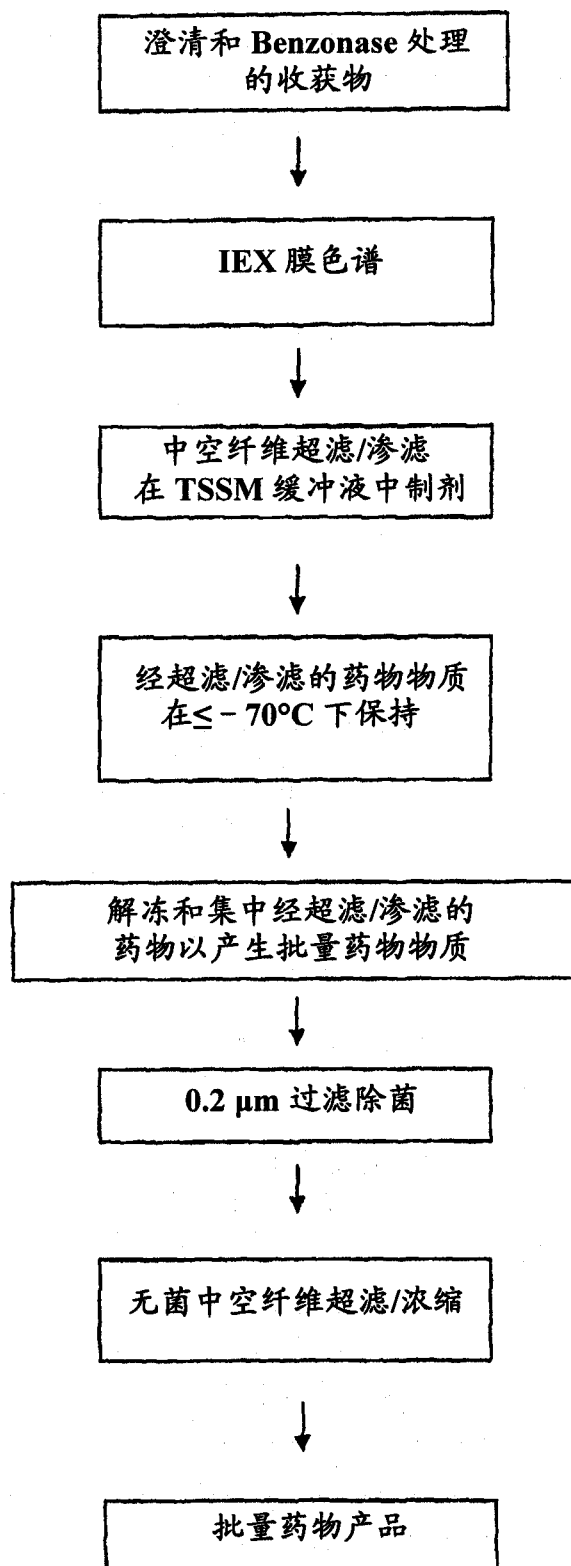 澄清和 Benzonase 处理
的收获物
IEX 膜色谱
中空纤维超滤/渗滤
在 TSSM 缓冲液中制剂
经超滤/渗滤的药物物质
在≤ – 70°C 下保持
解冻和集中经超滤/渗滤的
药物以产生批量药物物质
0.2 μm 过滤除菌
无菌中空纤维超滤/浓缩
批量药物产品